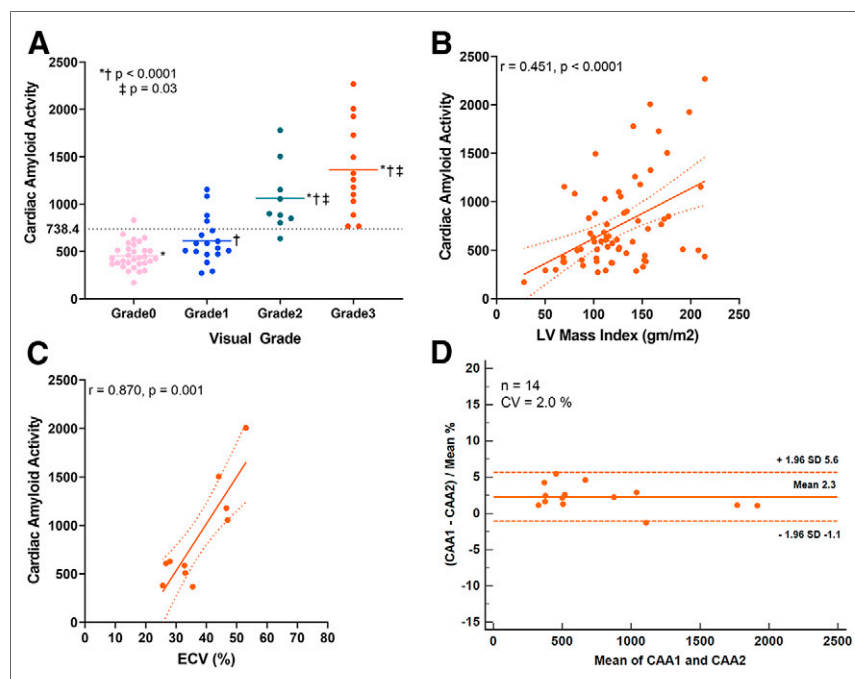 A
*† p < 0.0001
‡ p = 0.03
Cardiac Amyloid Actvity
2500
2000
1500
1000
738.4
500
0
*
†
*†‡
*†‡
Grade0 Grade1 Grade2 Grade3
Visual Grade
B
r = 0.451, p < 0.0001
Cardiac Amyloid Activity
2500
2000
1500
1000
500
0
0 50 100 150 200 250
LV Mass Index (gm/m2)
C
r = 0.870, p = 0.001
Cardiac Amyloid Activity
2500
2000
1500
1000
500
0
0 10 20 30 40 50 60 70 80
ECV (%)
D
n = 14
CV = 2.0 %
(CAA1 - CAA2) / Mean %
20
15
10
5
0
-5
-10
-15
+ 1.96 SD 5.6
Mean 2.3
- 1.96 SD -1.1
0 500 1000 1500 2000 2500
Mean of CAA1 and CAA2